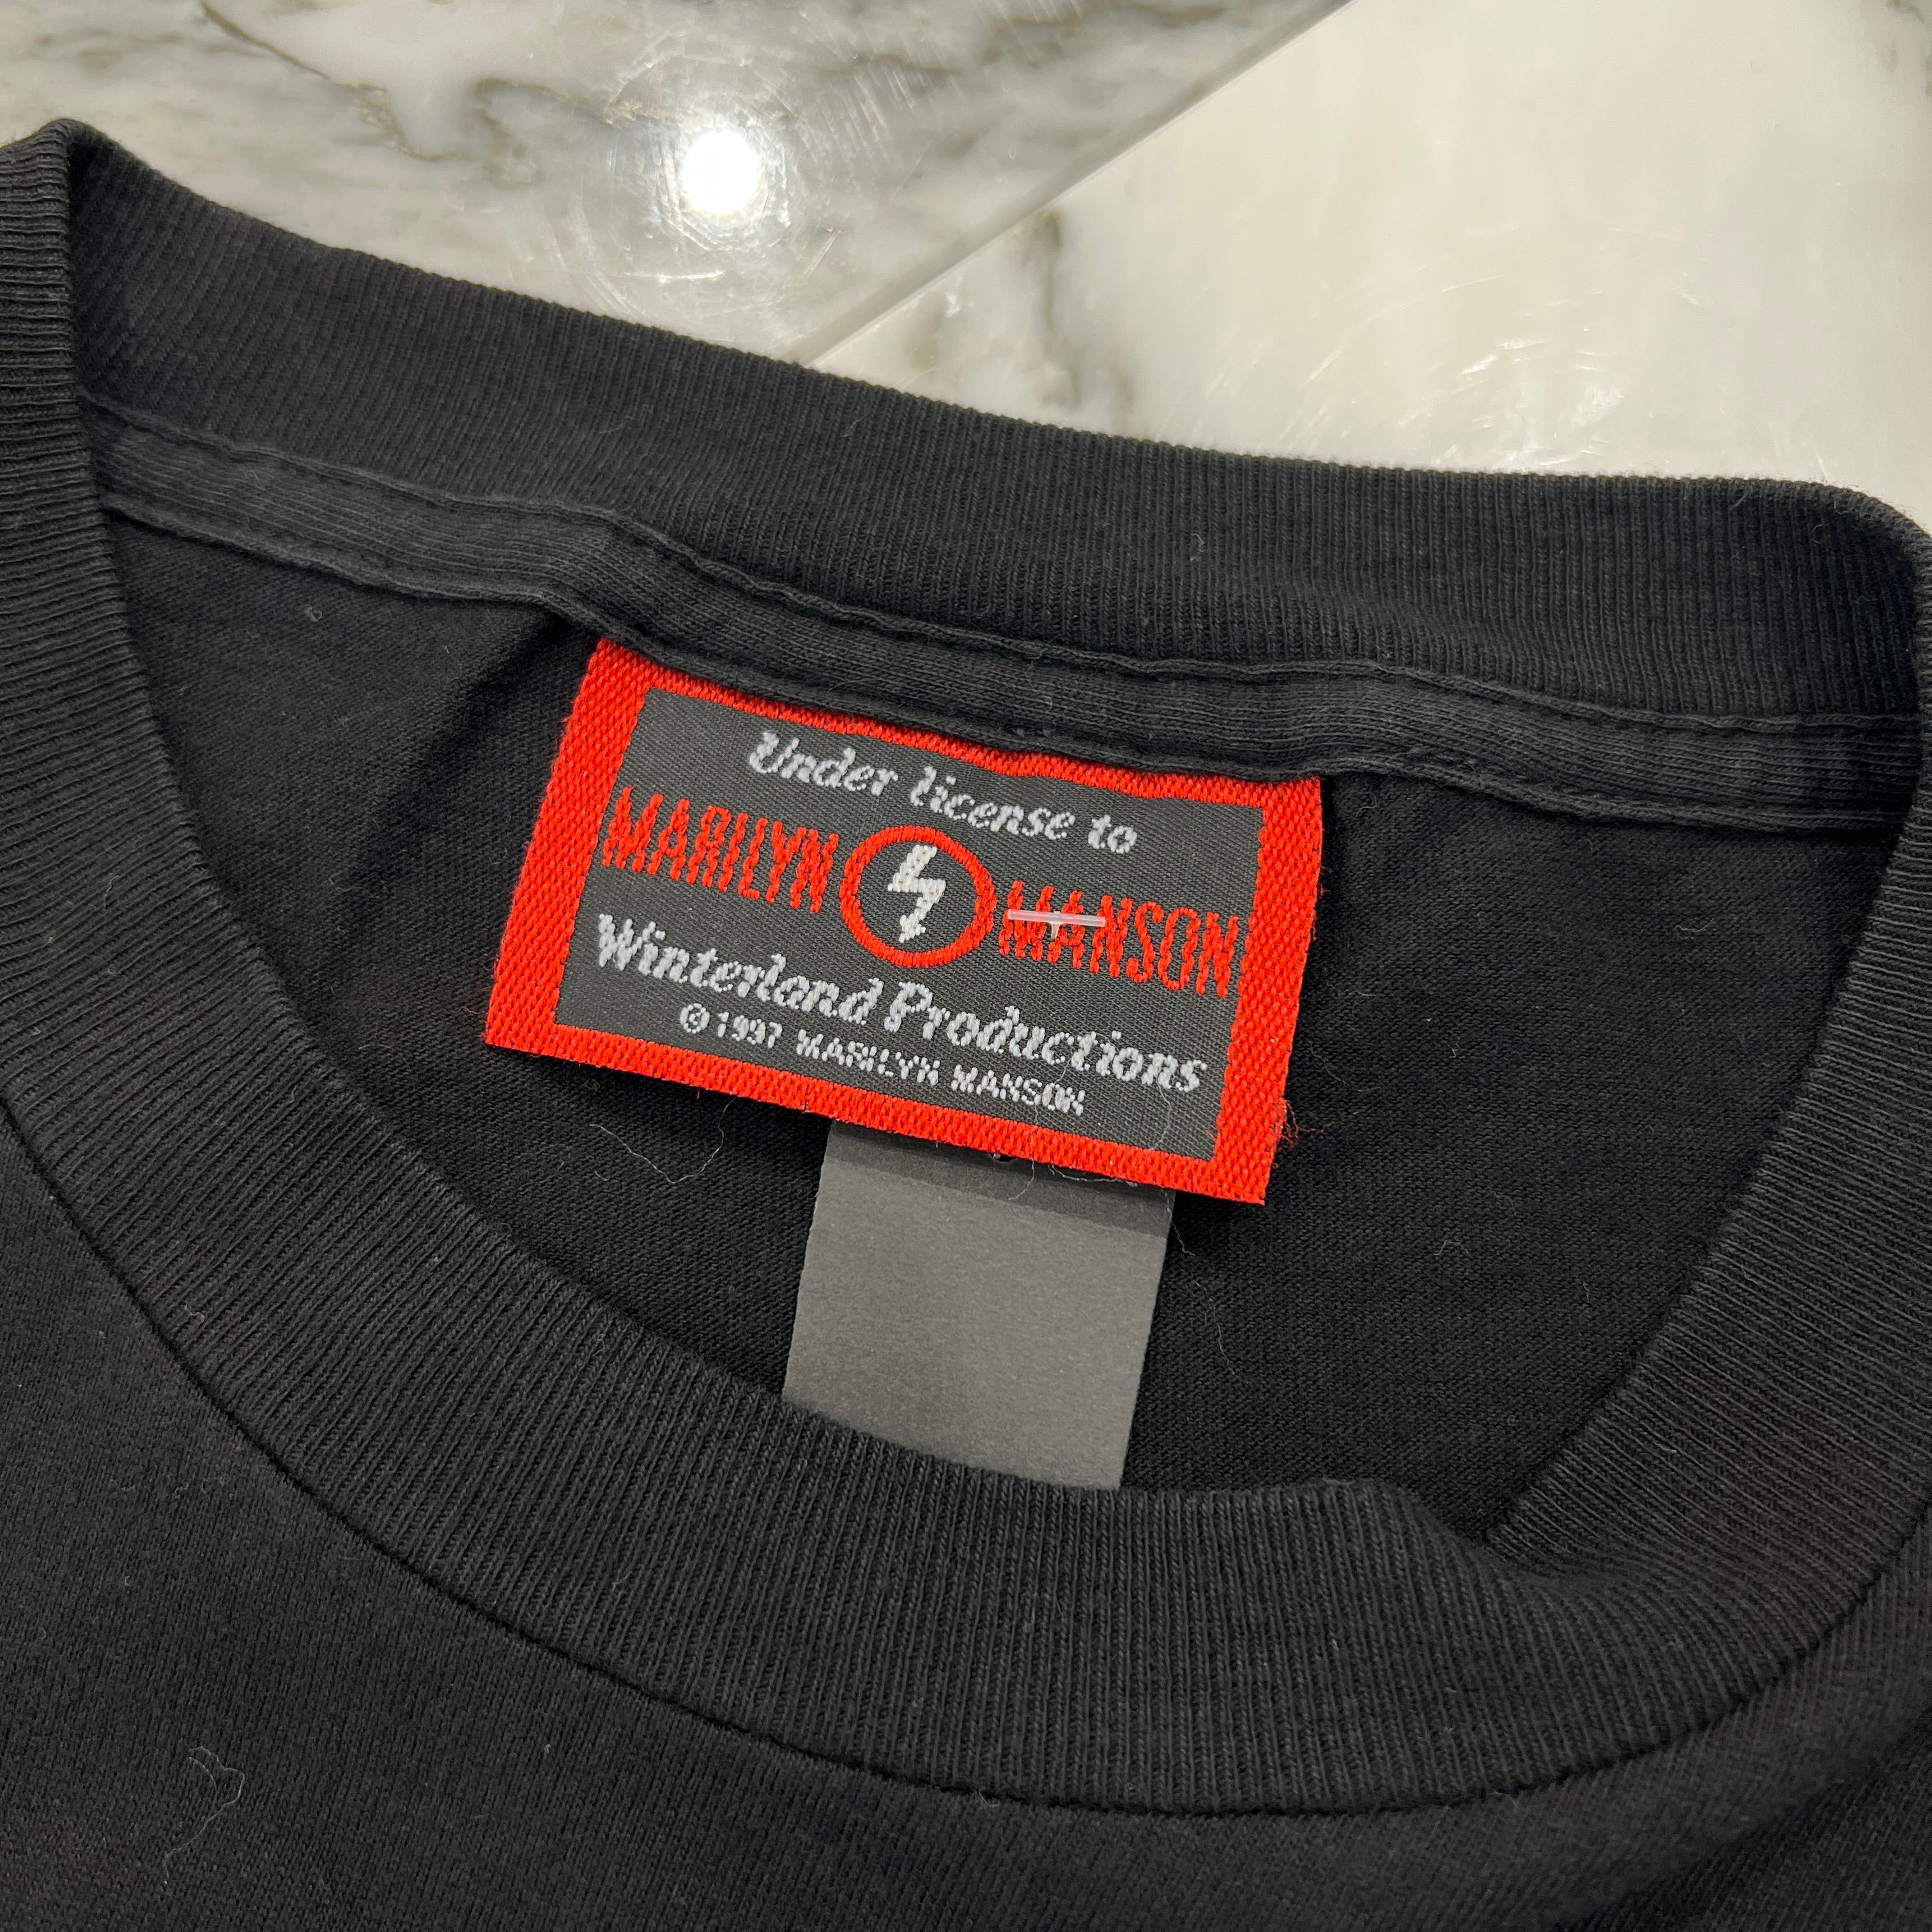 Under license to
MARILYN MANSON
Winterland Productions
© 1997 MARILYN MANSON